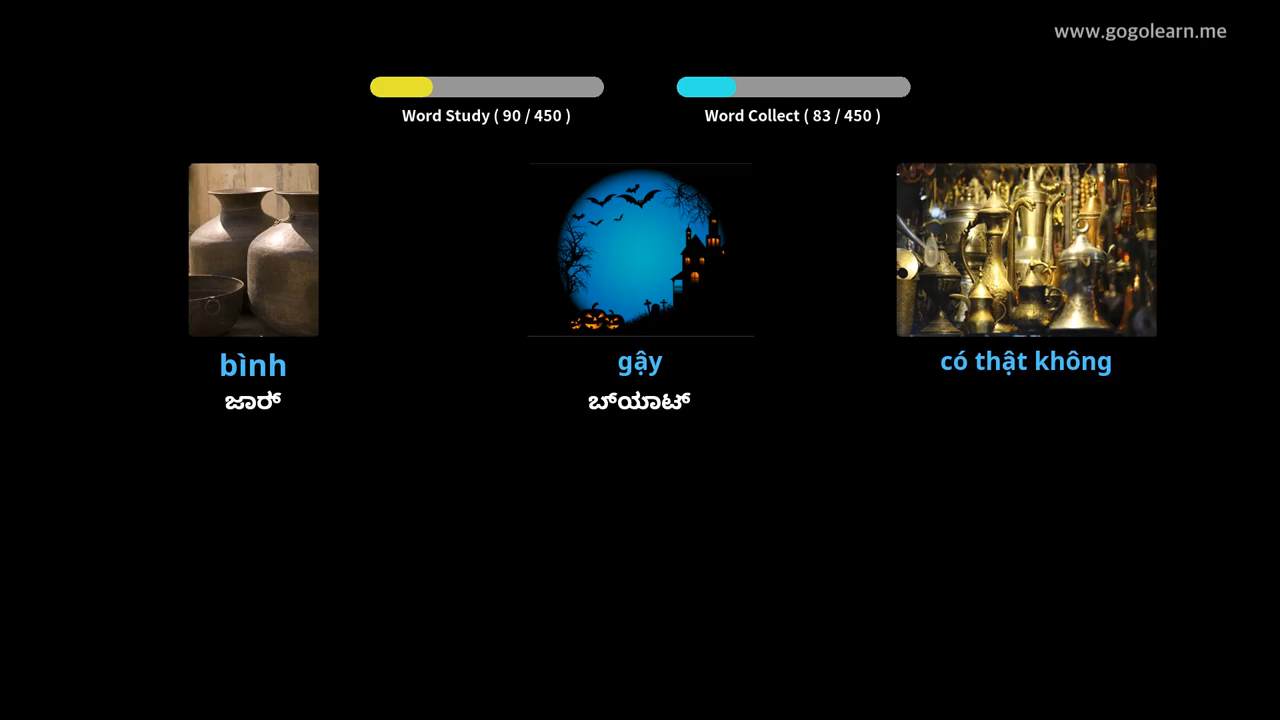 www.gogolearn.me
Word Study ( 90 / 450 )
Word Collect ( 83 / 450 )
bình
ಜಾರ್
gậy
ಬ್ಯಾಟ್
có thật không